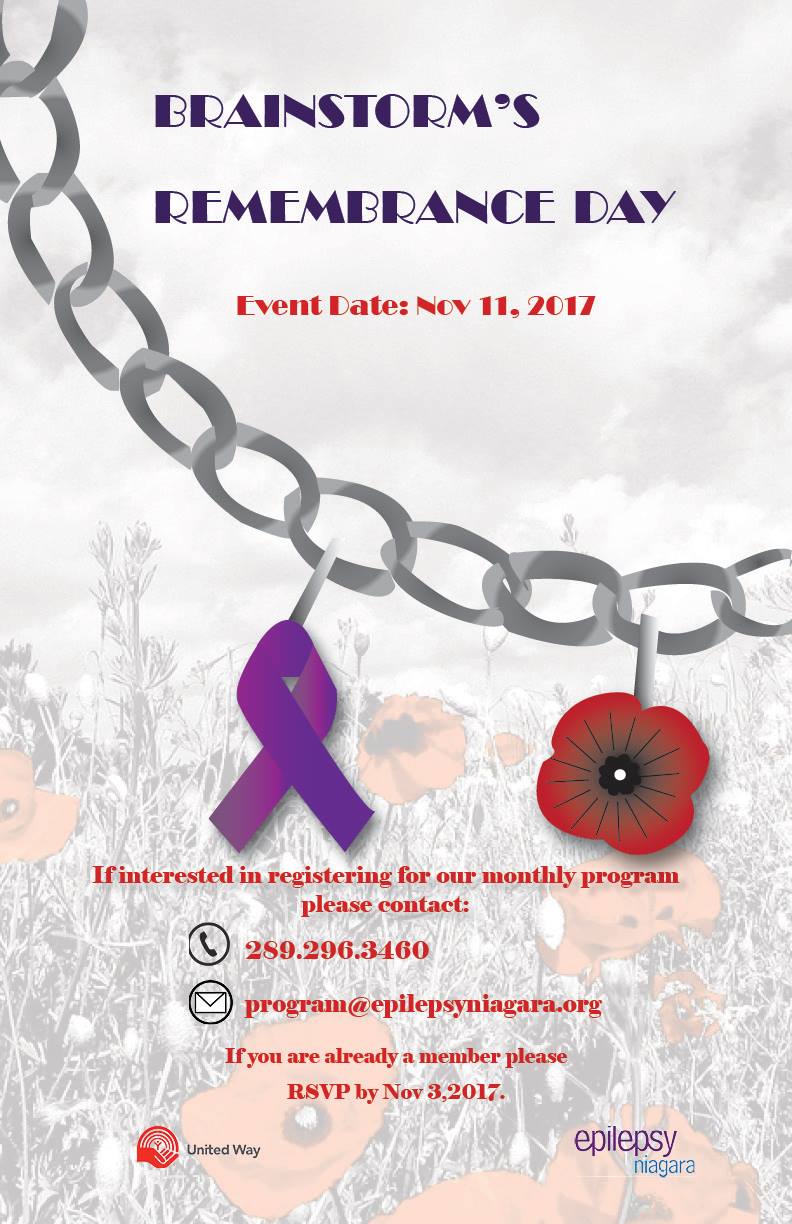 BRAINSTORM'S
REMEMBRANCE DAY
Event Date: Nov 11, 2017
If interested in registering for our monthly program
please contact:
289.296.3460
program@epilepsyniagara.org
If you are already a member please
RSVP by Nov 3,2017.
United Way
epilepsy
niagara